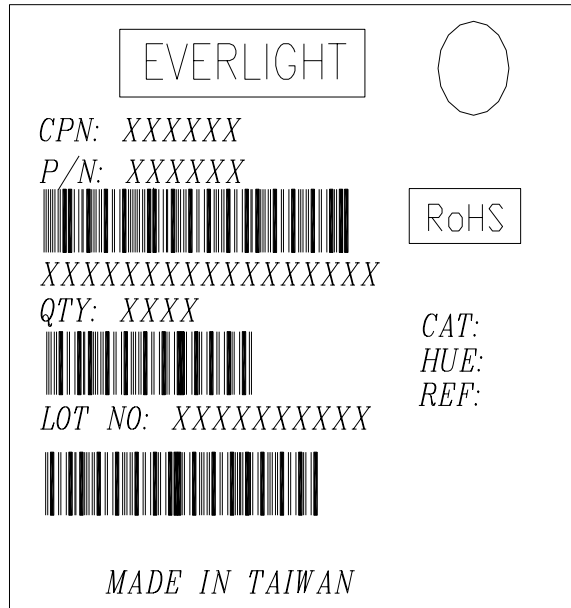 EVERLIGHT
CPN: XXXXXX
P/N: XXXXXX
RoHS
XXXXXXXXXXXXXXXXX
QTY: XXXX
CAT:
HUE:
REF:
LOT NO: XXXXXXXXXX
MADE IN TAIWAN